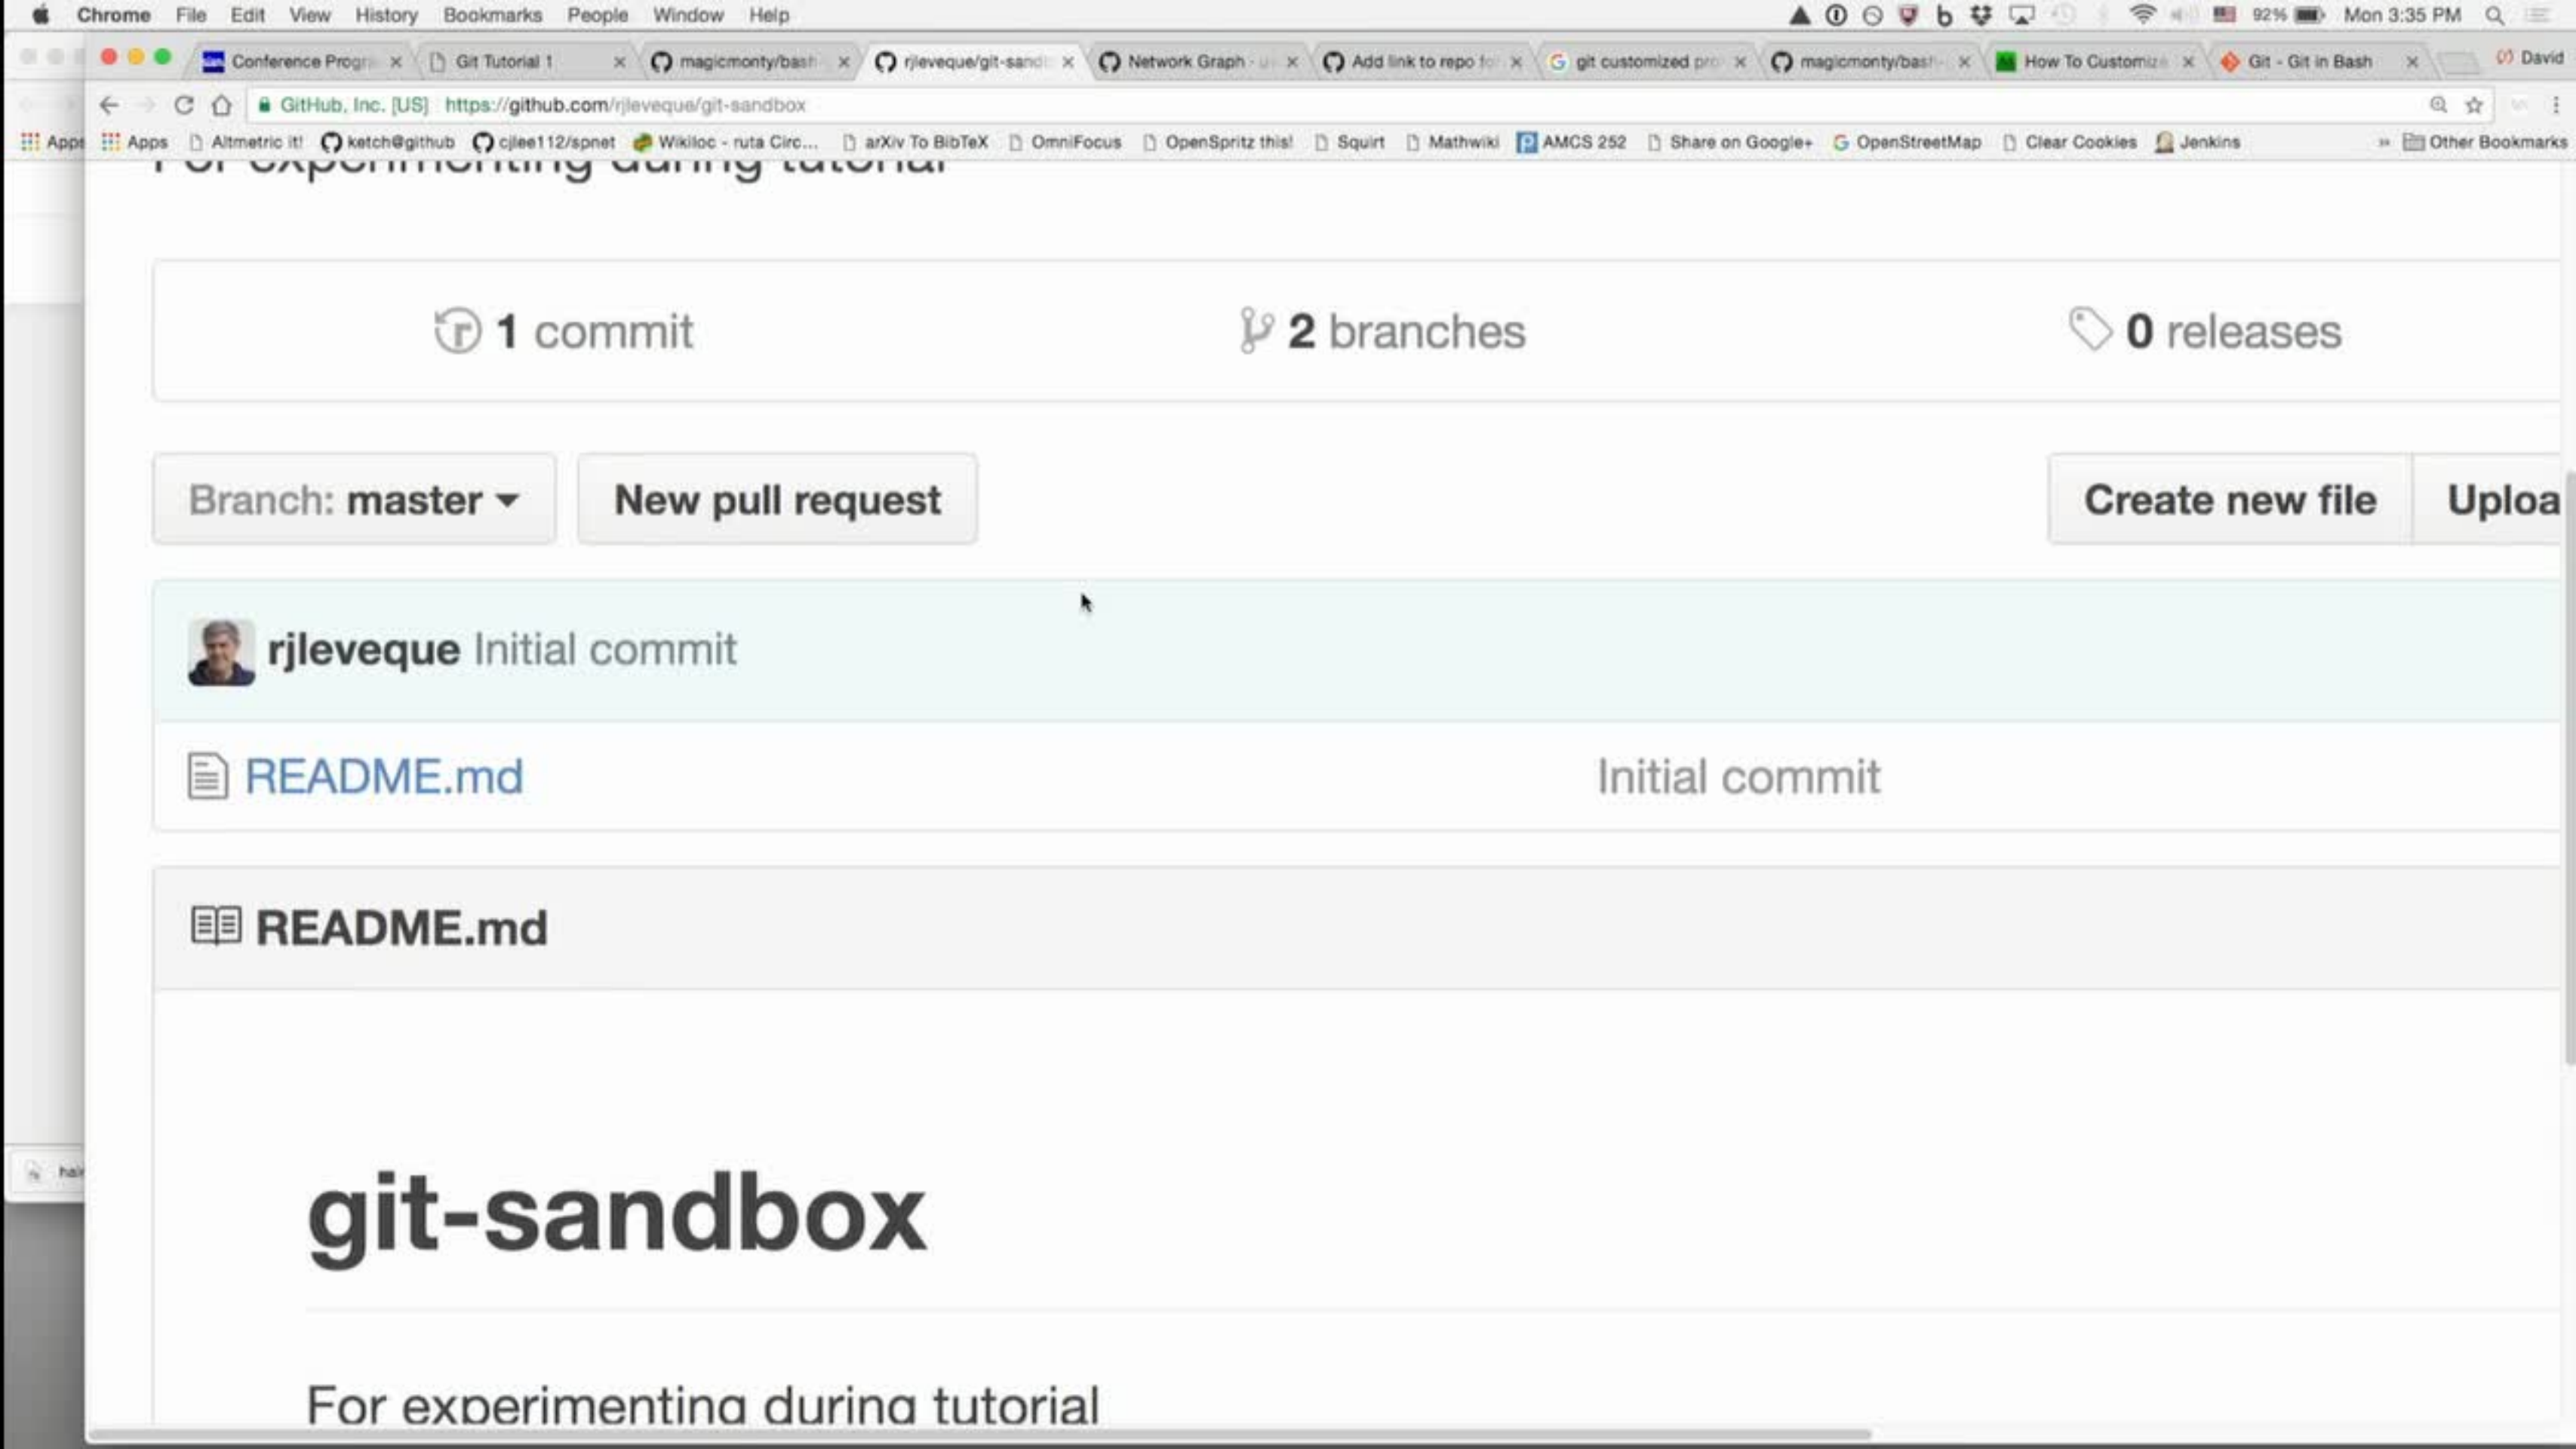 Chrome File Edit View History Bookmarks People Window Help 92% Mon 3:35 PM
Conference Progr Git Tutorial 1 magicmonty/bash rjleveque/git-sand Network Graph - Add link to repo fo git customized pro magicmonty/bash- How To Customiz Git - Git in Bash David
GitHub, Inc. [US] https://github.com/rjleveque/git-sandbox
Apps Apps Altmetric it! ketch@github cjlee112/spnet Wikiloc - ruta Circ... arXiv To BibTeX OmniFocus OpenSpritz this! Squirt Mathwiki AMCS 252 Share on Google+ OpenStreetMap Clear Cookies Jenkins » Other Bookmarks
For experimenting during tutorial
1 commit 2 branches 0 releases
Branch: master New pull request Create new file Uploa
rjleveque Initial commit
README.md Initial commit
README.md
hai
git-sandbox
For experimenting during tutorial